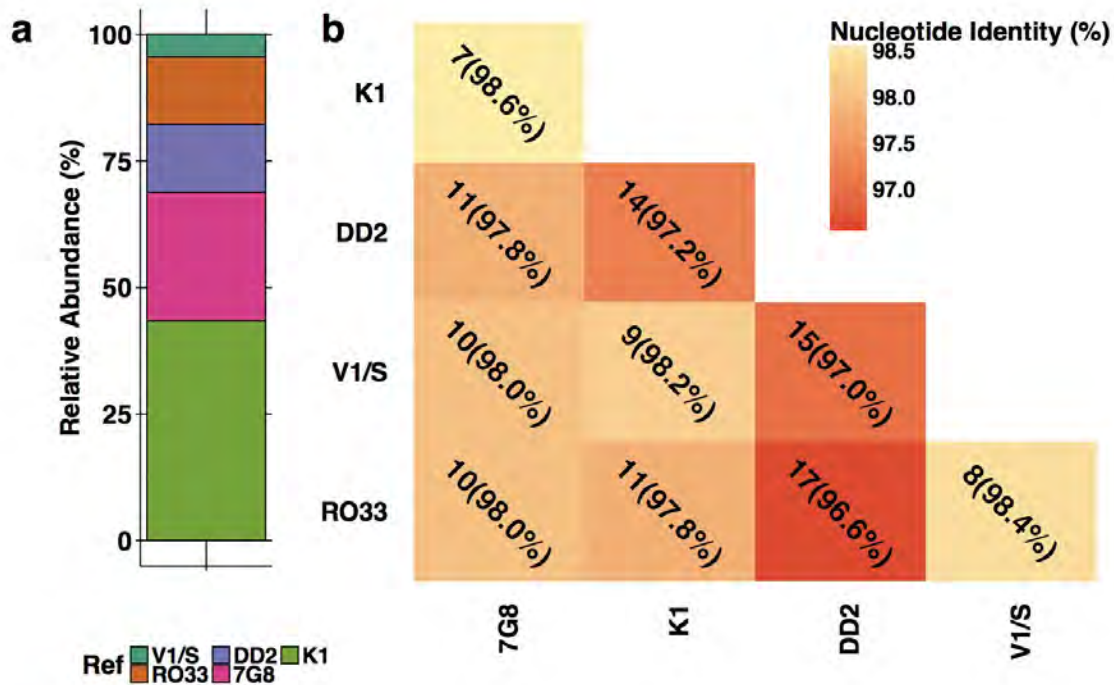 a
100
75
50
25
0
Relative Abundance (%)
Ref V1/S DD2 K1
RO33 7G8
b
Nucleotide Identity (%)
98.5
98.0
97.5
97.0
K1 7(98.6%)
DD2 11(97.8%) 14(97.2%)
V1/S 10(98.0%) 9(98.2%) 15(97.0%)
RO33 10(98.0%) 11(97.8%) 17(96.6%) 8(98.4%)
7G8 K1 DD2 V1/S